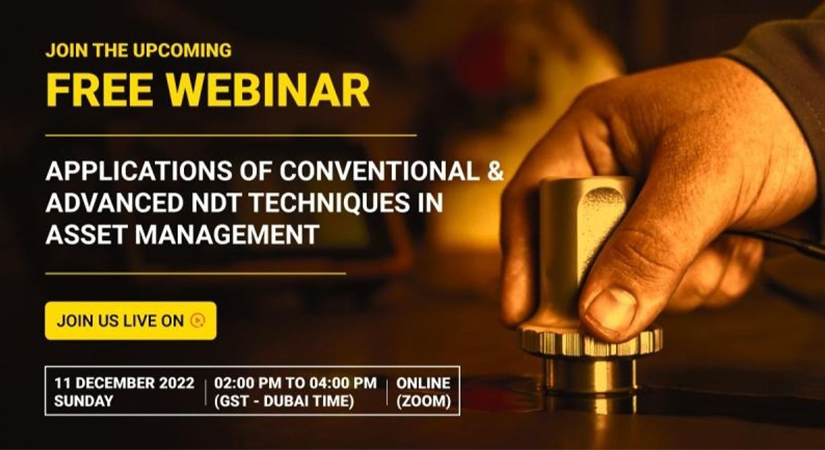 JOIN THE UPCOMING
FREE WEBINAR
APPLICATIONS OF CONVENTIONAL &
ADVANCED NDT TECHNIQUES IN
ASSET MANAGEMENT
JOIN US LIVE ON
11 DECEMBER 2022
SUNDAY
02:00 PM TO 04:00 PM
(GST - DUBAI TIME)
ONLINE
(ZOOM)